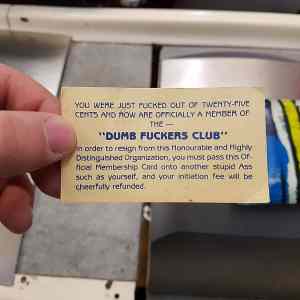 YOU WERE JUST FUCKED OUT OF TWENTY-FIVE
CENTS AND NOW ARE OFFICIALLY A MEMBER OF
THE —
"DUMB FUCKERS CLUB"
In order to resign from this Honourable and Highly
Distinguished Organization, you must pass this Of-
ficial Membership Card onto another stupid Ass
such as yourself, and your initiation fee will be
cheerfully refunded.